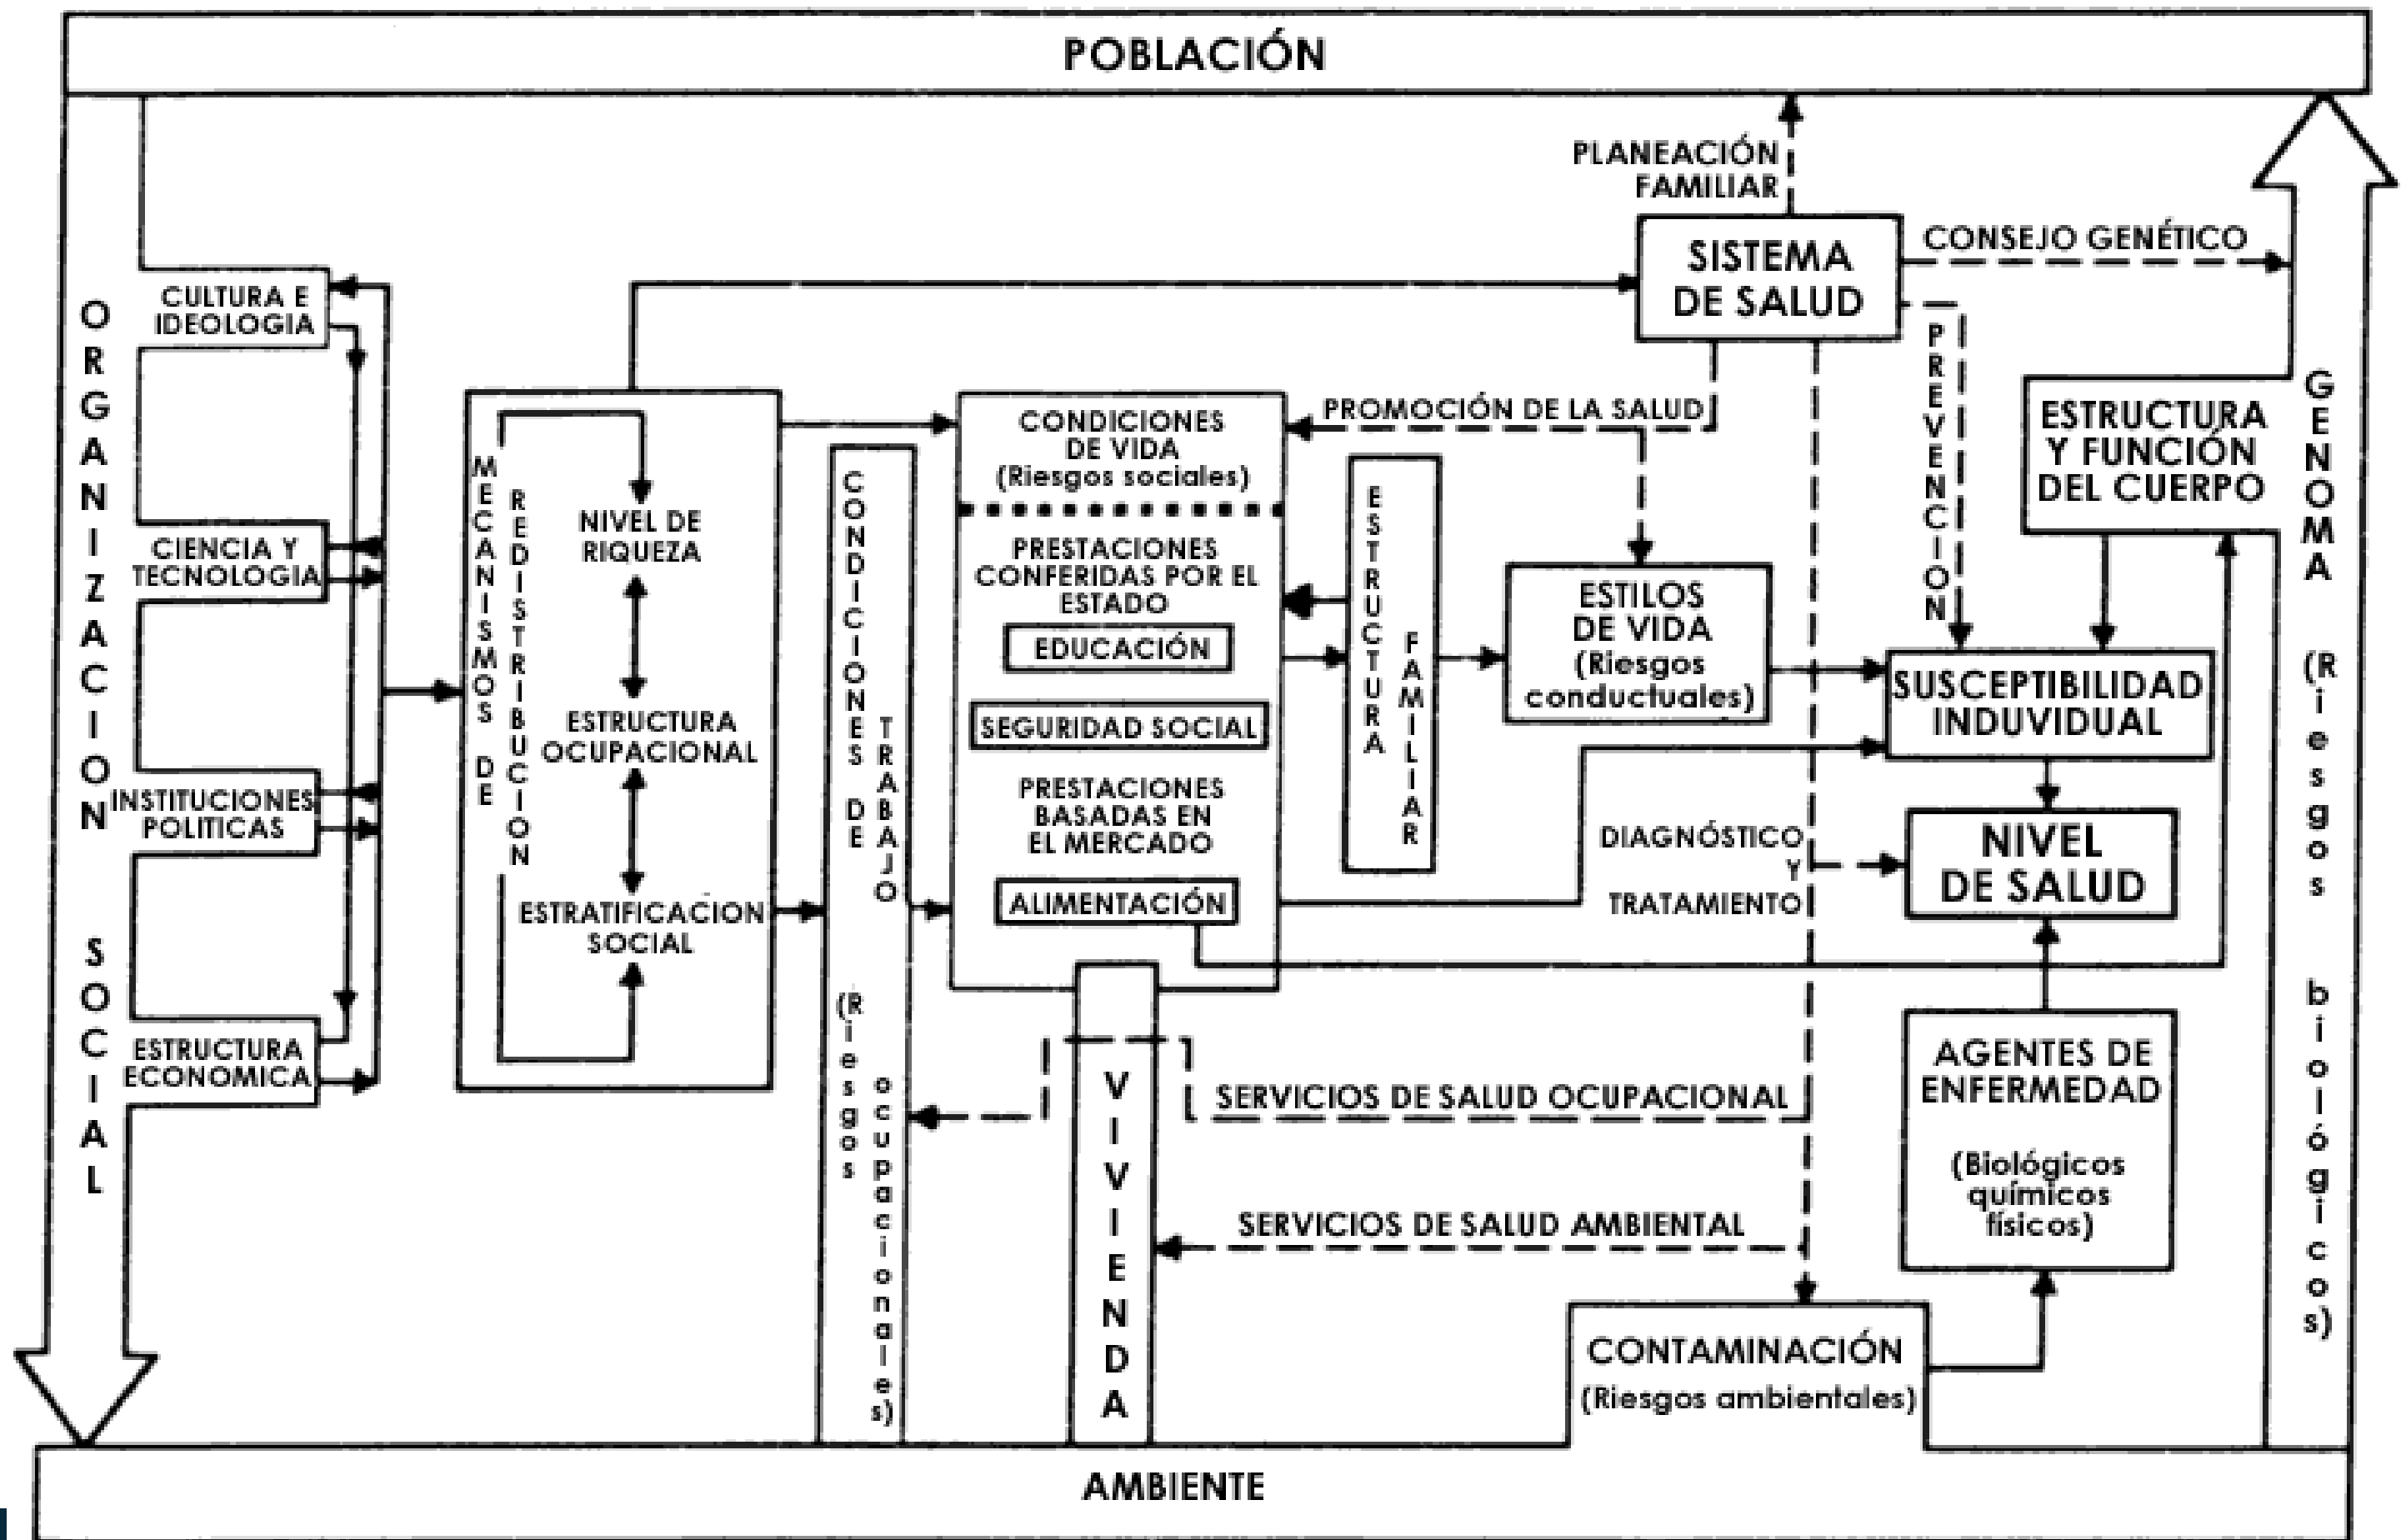 POBLACIÓN
PLANEACIÓN
FAMILIAR
SISTEMA
DE SALUD
CONSEJO GENÉTICO
PREVENCION
ORGANIZACION SOCIAL
CULTURA E
IDEOLOGIA
CIENCIA Y
TECNOLOGIA
INSTITUCIONES
POLITICAS
ESTRUCTURA
ECONOMICA
MECANISMOS DE
REDISTRIBUCION
NIVEL DE
RIQUEZA
ESTRUCTURA
OCUPACIONAL
ESTRATIFICACION
SOCIAL
CONDICIONES DE
TRABAJO
(Riesgos
ocupacionales)
CONDICIONES
DE VIDA
(Riesgos sociales)
PRESTACIONES
CONFERIDAS POR EL
ESTADO
EDUCACIÓN
SEGURIDAD SOCIAL
PRESTACIONES
BASADAS EN
EL MERCADO
ALIMENTACIÓN
VIVIENDA
PROMOCIÓN DE LA SALUD
ESTRUCTURA
FAMILIAR
ESTILOS
DE VIDA
(Riesgos
conductuales)
ESTRUCTURA
Y FUNCIÓN
DEL CUERPO
SUSCEPTIBILIDAD
INDUVIDUAL
DIAGNÓSTICO
Y
TRATAMIENTO
NIVEL
DE SALUD
AGENTES DE
ENFERMEDAD
(Biológicos
químicos
físicos)
SERVICIOS DE SALUD OCUPACIONAL
SERVICIOS DE SALUD AMBIENTAL
CONTAMINACIÓN
(Riesgos ambientales)
GENOMA (Riesgos biológicos)
AMBIENTE